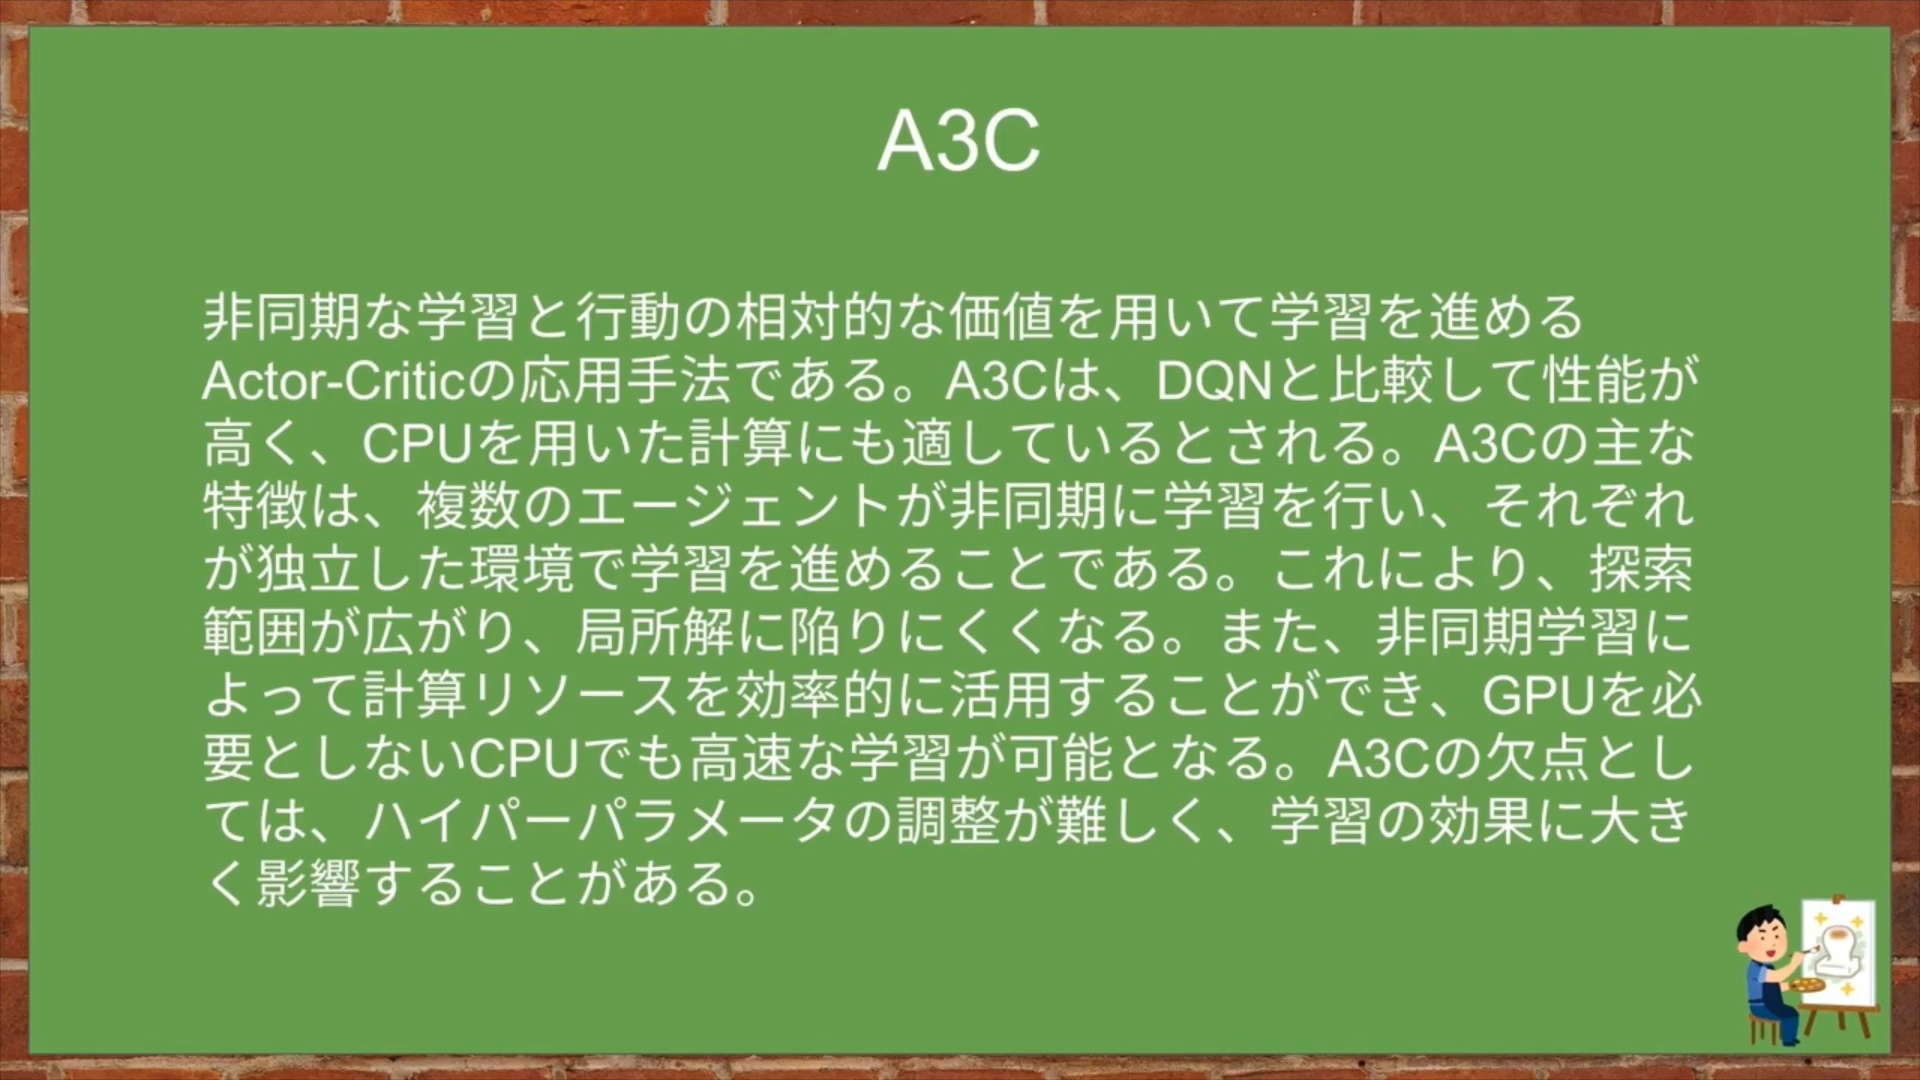 A3C
非同期な学習と行動の相対的な価値を用いて学習を進める
Actor-Criticの応用手法である。A3Cは、DQNと比較して性能が
高く、CPUを用いた計算にも適しているとされる。A3Cの主な
特徴は、複数のエージェントが非同期に学習を行い、それぞれ
が独立した環境で学習を進めることである。これにより、探索
範囲が広がり、局所解に陥りにくくなる。また、非同期学習に
よって計算リソースを効率的に活用することができ、GPUを必
要としないCPUでも高速な学習が可能となる。A3Cの欠点とし
ては、ハイパーパラメータの調整が難しく、学習の効果に大き
く影響することがある。